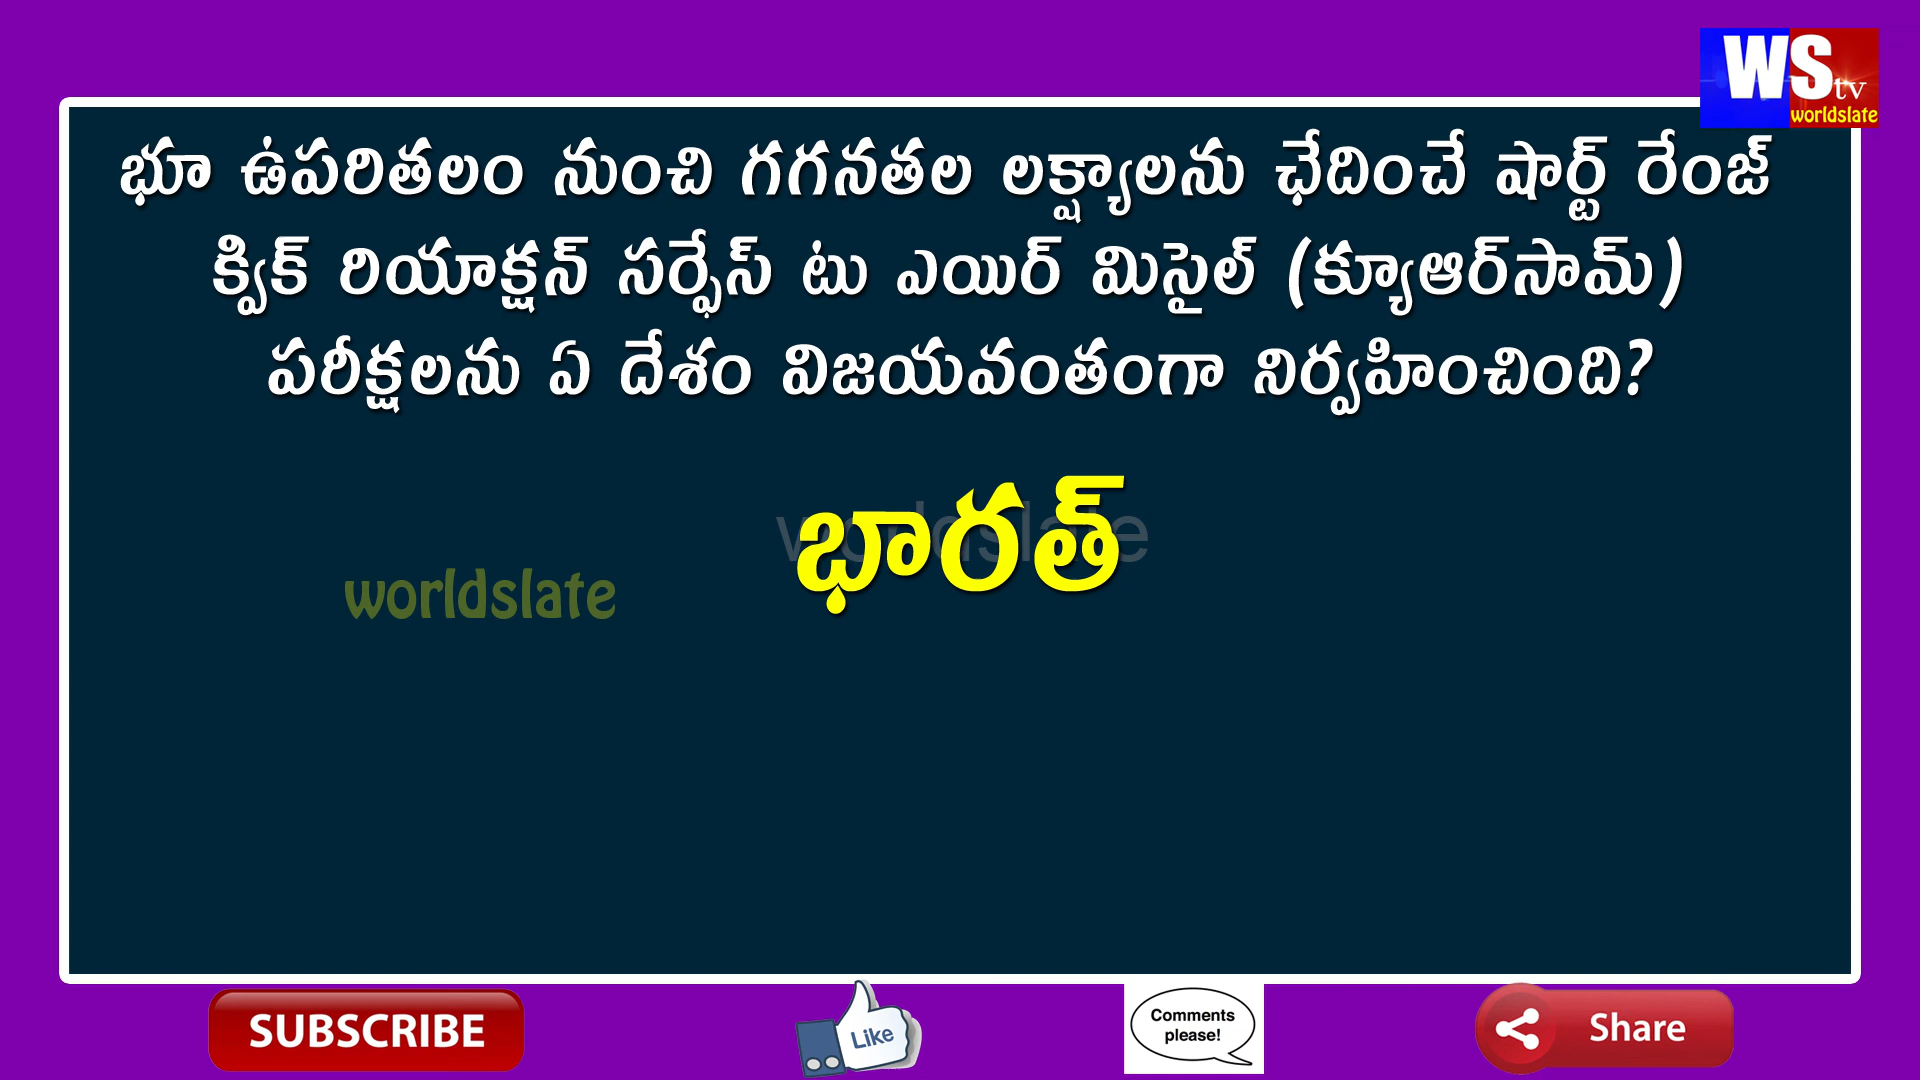 WS tv
worldslate
భూ ఉపరితలం నుంచి గగనతల లక్ష్యాలను ఛేదించే షార్ట్ రేంజ్
క్విక్ రియాక్షన్ సర్ఫేస్ టు ఎయిర్ మిసైల్ (క్యూఆర్‌సామ్)
పరీక్షలను ఏ దేశం విజయవంతంగా నిర్వహించింది?
worldslate
భారత్
worldslate
SUBSCRIBE
Like
Comments
please!
Share